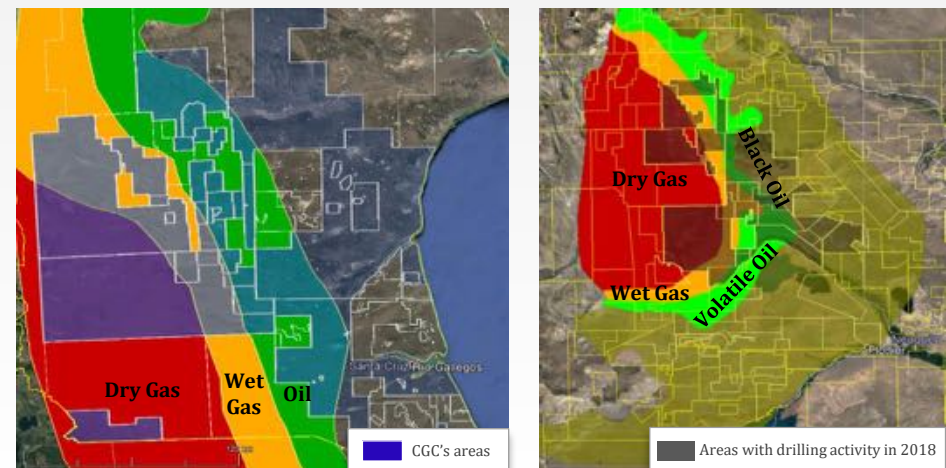 Dry Gas
Wet
Gas
Oil
CGC's areas
Dry Gas
Black Oil
Wet Gas
Volatile Oil
Areas with drilling activity in 2018